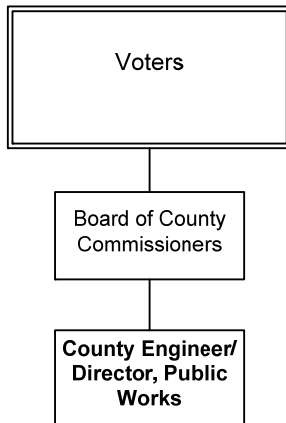 Voters
Board of County
Commissioners
County Engineer/
Director, Public
Works